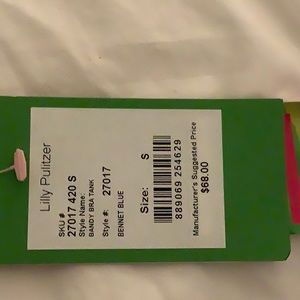 Lilly Pulitzer
SKU #
27017 420 S
Style Name:
BANDY BRA TANK
Style #: 27017
BENNET BLUE
Size: S
889069 254629
Manufacturer's Suggested Price
$68.00